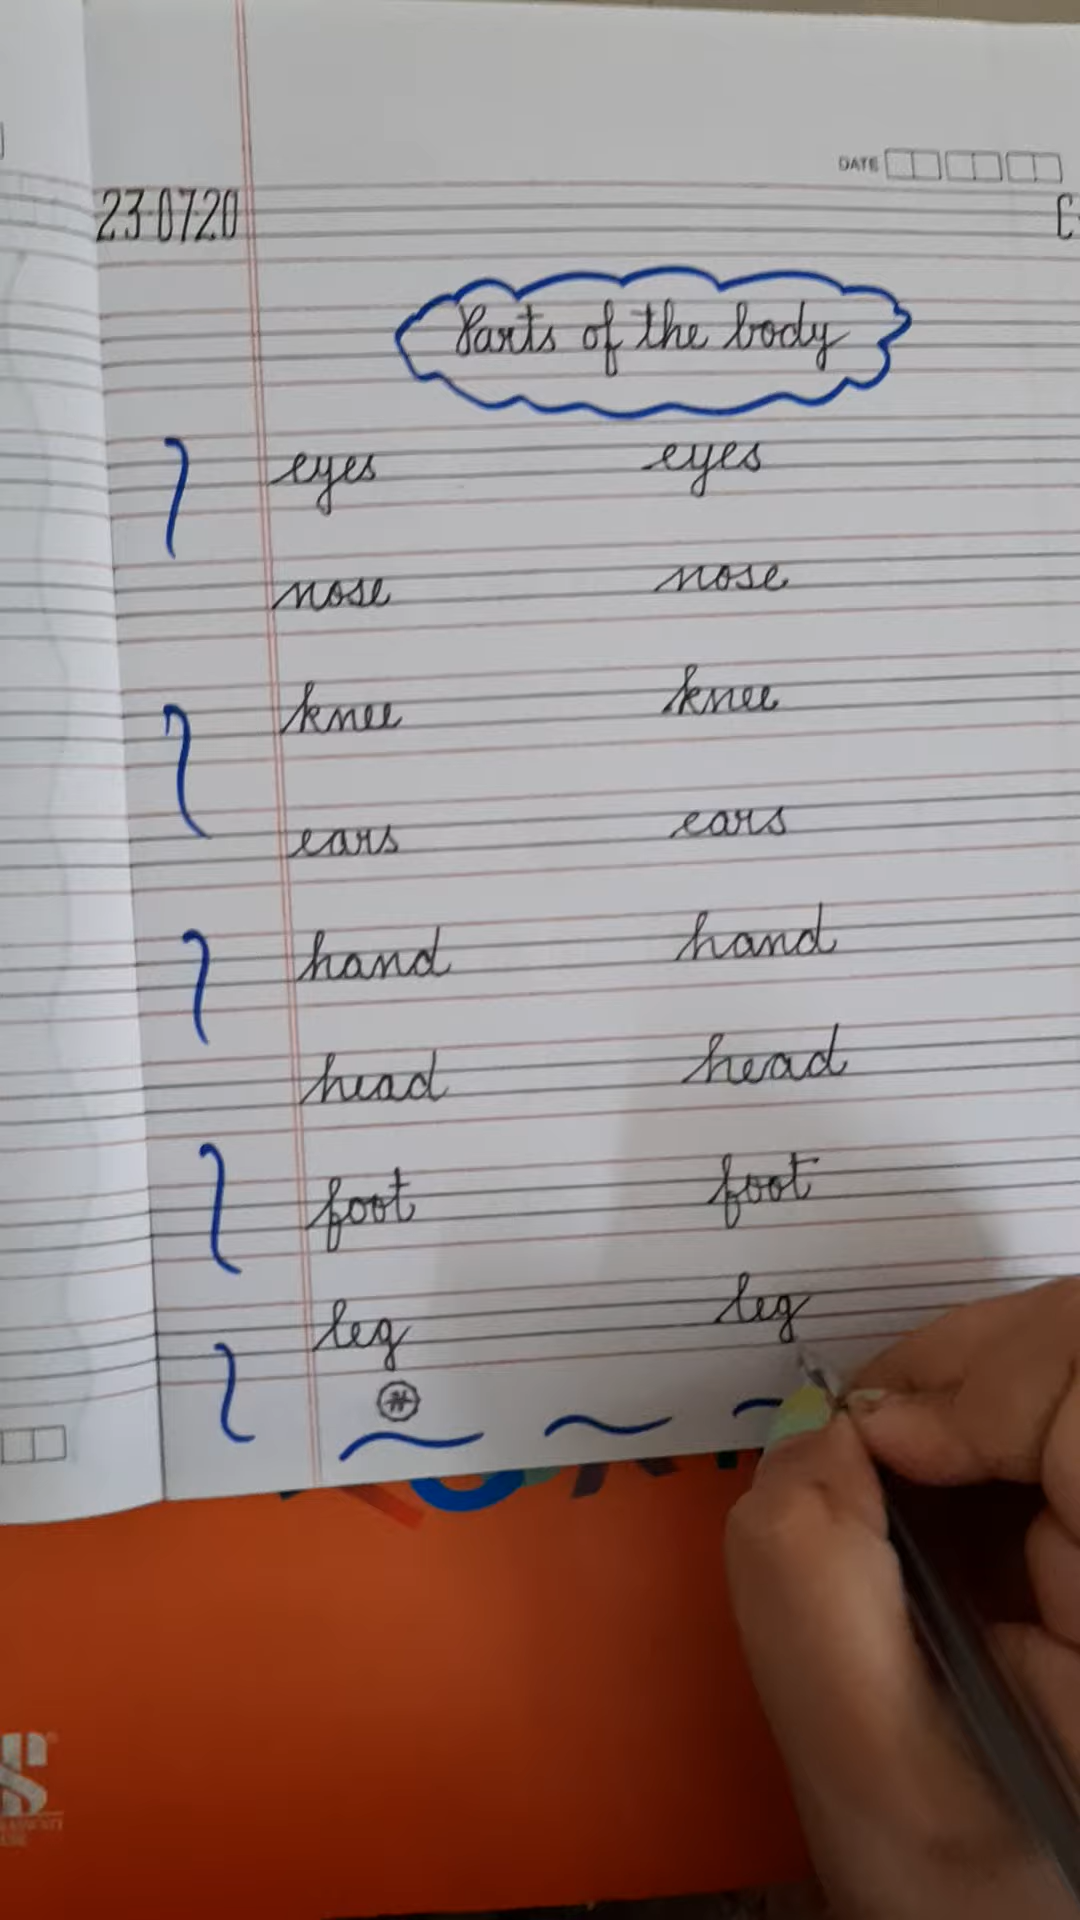 DATE
23·07·20
Parts of the body
eyes eyes
nose nose
knee knee
ears ears
hand hand
head head
foot foot
leg leg